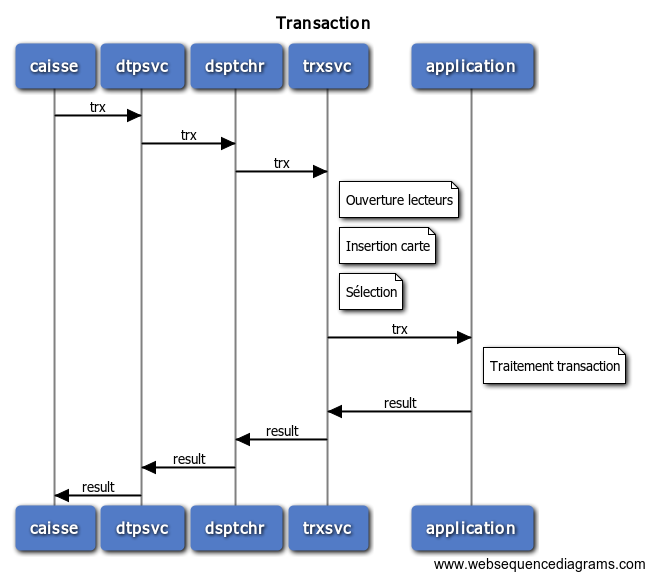 Transaction
caisse dtpsvc dsptchr trxsvc application
trx
trx
trx
Ouverture lecteurs
Insertion carte
Sélection
trx
Traitement transaction
result
result
result
result
caisse dtpsvc dsptchr trxsvc application
www.websequencediagrams.com